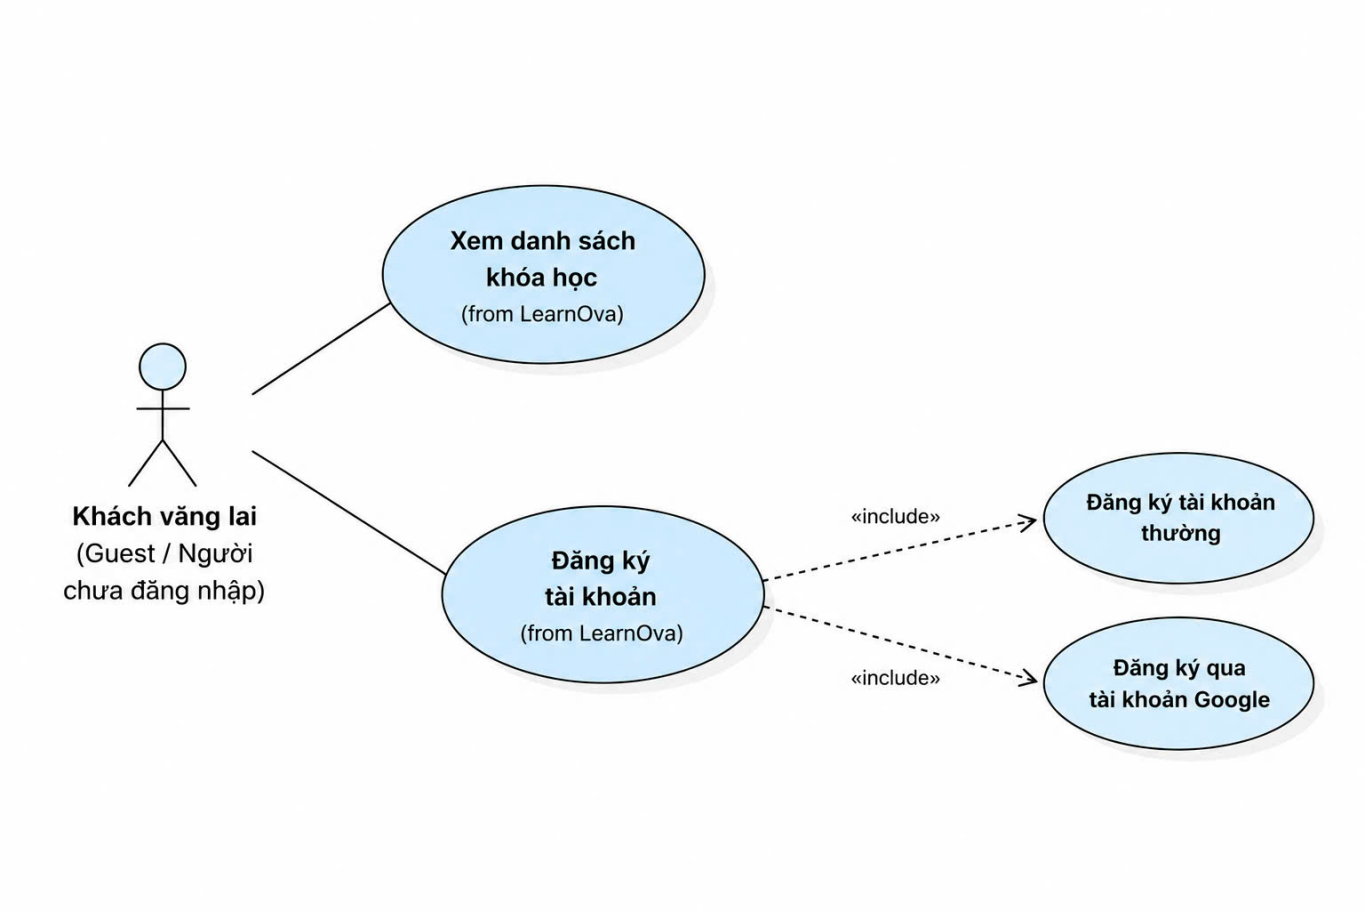 Xem danh sách
khóa học
(from LearnOva)
Khách văng lai
(Guest / Người
chưa đăng nhập)
Đăng ký
tài khoản
(from LearnOva)
«include»
«include»
Đăng ký tài khoản
thường
Đăng ký qua
tài khoản Google